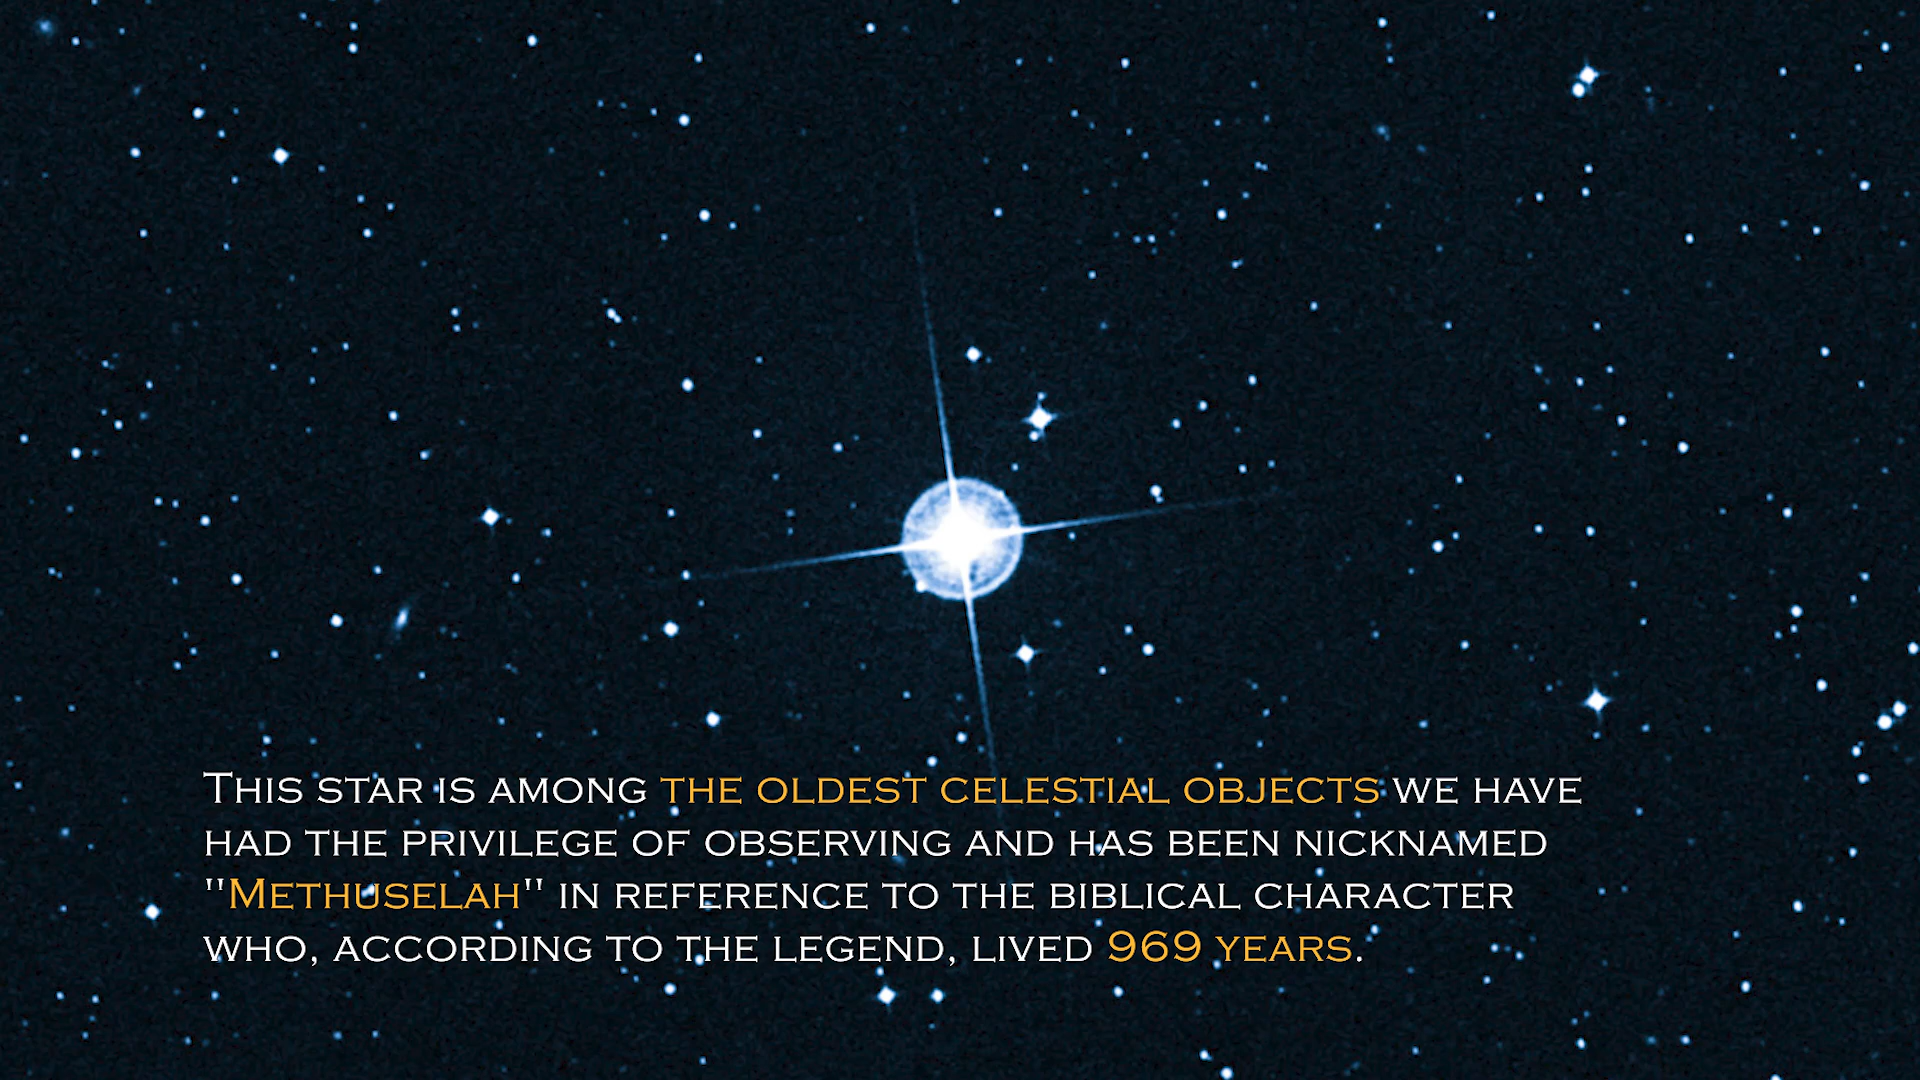 This star is among the oldest celestial objects we have
had the privilege of observing and has been nicknamed
"Methuselah" in reference to the biblical character
who, according to the legend, lived 969 years.